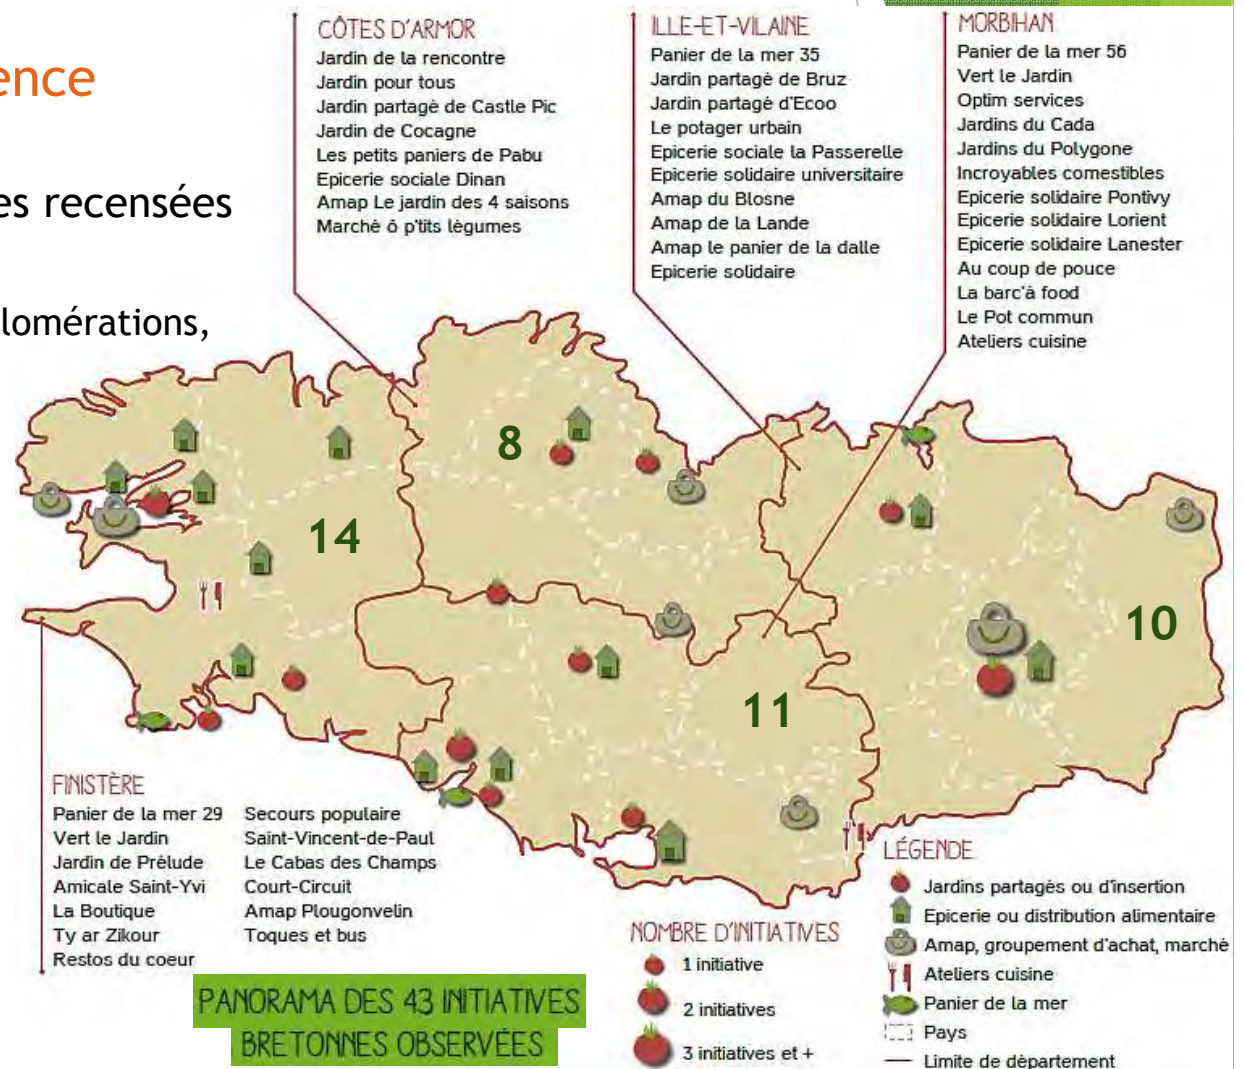 ence
es recensées
lomérations,
CÔTES D'ARMOR
Jardin de la rencontre
Jardin pour tous
Jardin partagé de Castle Pic
Jardin de Cocagne
Les petits paniers de Pabu
Epicerie sociale Dinan
Amap Le jardin des 4 saisons
Marché ô p'tits légumes
ILLE-ET-VILAINE
Panier de la mer 35
Jardin partagé de Bruz
Jardin partagé d'Ecoo
Le potager urbain
Epicerie sociale la Passerelle
Epicerie solidaire universitaire
Amap du Blosne
Amap de la Lande
Amap le panier de la dalle
Epicerie solidaire
MORBIHAN
Panier de la mer 56
Vert le Jardin
Optim services
Jardins du Cada
Jardins du Polygone
Incroyables comestibles
Epicerie solidaire Pontivy
Epicerie solidaire Lorient
Epicerie solidaire Lanester
Au coup de pouce
La barc'à food
Le Pot commun
Ateliers cuisine
8
14
10
11
FINISTÈRE
Panier de la mer 29
Vert le Jardin
Jardin de Prélude
Amicale Saint-Yvi
La Boutique
Ty ar Zikour
Restos du coeur
Secours populaire
Saint-Vincent-de-Paul
Le Cabas des Champs
Court-Circuit
Amap Plougonvelin
Toques et bus
PANORAMA DES 43 INITIATIVES
BRETONNES OBSERVÉES
NOMBRE D'INITIATIVES
1 initiative
2 initiatives
3 initiatives et +
LÉGENDE
Jardins partagés ou d'insertion
Epicerie ou distribution alimentaire
Amap, groupement d'achat, marché
Ateliers cuisine
Panier de la mer
Pays
Limite de département